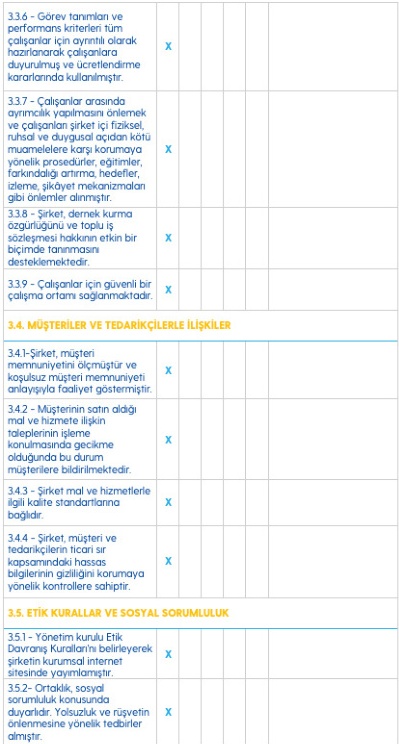 3.3.6 - Görev tanımları ve
performans kriterleri tüm
çalışanlar için ayrıntılı olarak
hazırlanarak çalışanlara
duyurulmuş ve ücretlendirme
kararlarında kullanılmıştır.
X
3.3.7 - Çalışanlar arasında
ayrımcılık yapılmasını önlemek
ve çalışanları şirket içi fiziksel,
ruhsal ve duygusal açıdan kötü
muamelelere karşı korumaya
yönelik prosedürler, eğitimler,
farkındalığı artırma, hedefler,
izleme, şikâyet mekanizmaları
gibi önlemler alınmıştır.
X
3.3.8 - Şirket, dernek kurma
özgürlüğünü ve toplu iş
sözleşmesi hakkının etkin bir
biçimde tanınmasını
desteklemektedir.
X
3.3.9 - Çalışanlar için güvenli bir
çalışma ortamı sağlanmaktadır.
X
3.4. MÜŞTERİLER VE TEDARİKÇİLERLE İLİŞKİLER
3.4.1-Şirket, müşteri
memnuniyetini ölçmüştür ve
koşulsuz müşteri memnuniyeti
anlayışıyla faaliyet göstermiştir.
X
3.4.2 - Müşterinin satın aldığı
mal ve hizmete ilişkin
taleplerinin işleme
konulmasında gecikme
olduğunda bu durum
müşterilere bildirilmektedir.
X
3.4.3 - Şirket mal ve hizmetlerle
ilgili kalite standartlarına
bağlıdır.
X
3.4.4 - Şirket, müşteri ve
tedarikçilerin ticari sır
kapsamındaki hassas
bilgilerinin gizliliğini korumaya
yönelik kontrollere sahiptir.
X
3.5. ETİK KURALLAR VE SOSYAL SORUMLULUK
3.5.1 - Yönetim kurulu Etik
Davranış Kuralları'nı belirleyerek
şirketin kurumsal internet
sitesinde yayımlamıştır.
X
3.5.2- Ortaklık, sosyal
sorumluluk konusunda
duyarlıdır. Yolsuzluk ve rüşvetin
önlenmesine yönelik tedbirler
almıştır.
X